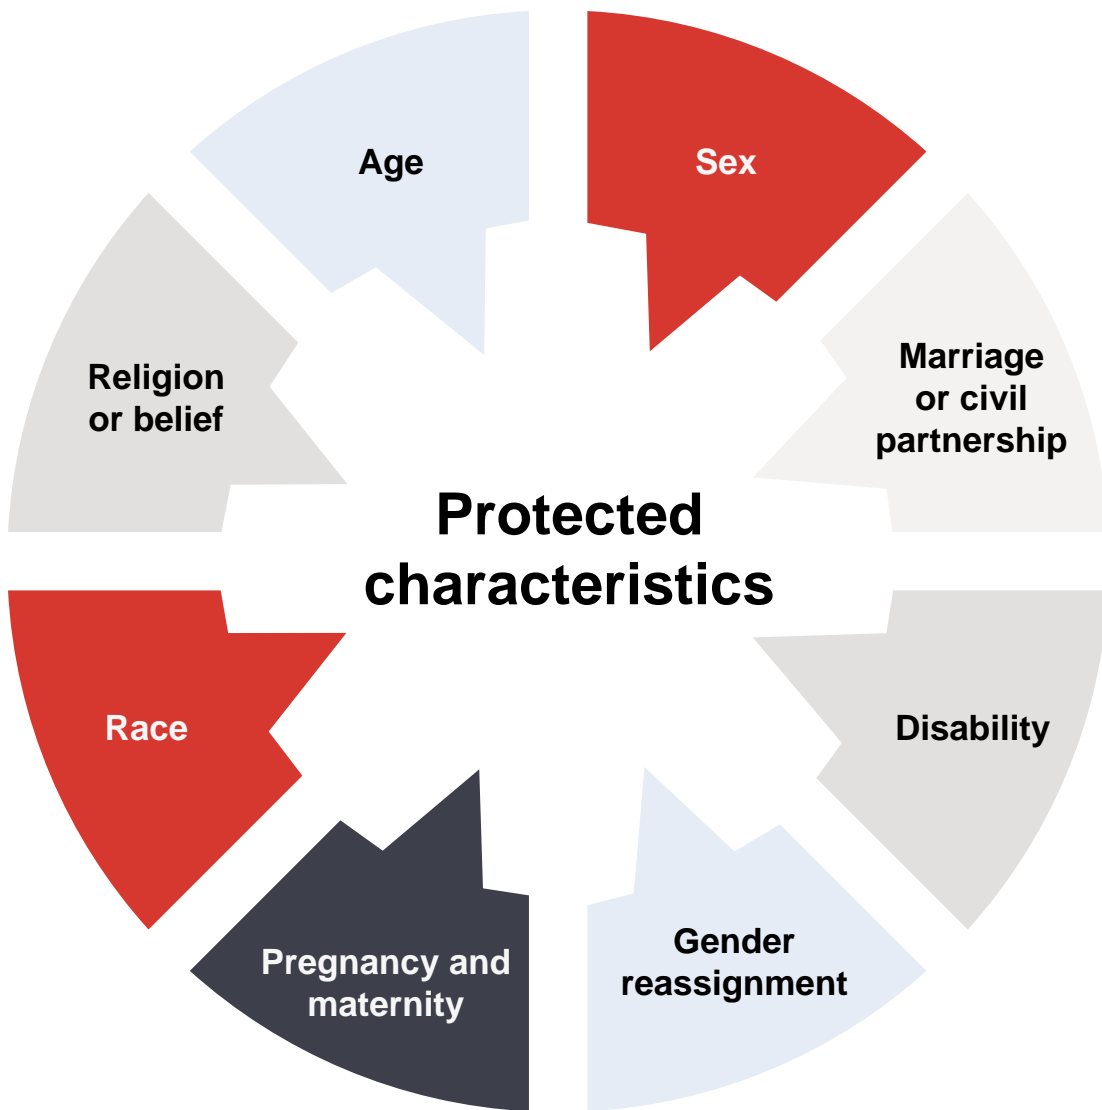 Age
Sex
Religion
or belief
Marriage
or civil
partnership
Protected
characteristics
Race
Disability
Pregnancy and
maternity
Gender
reassignment